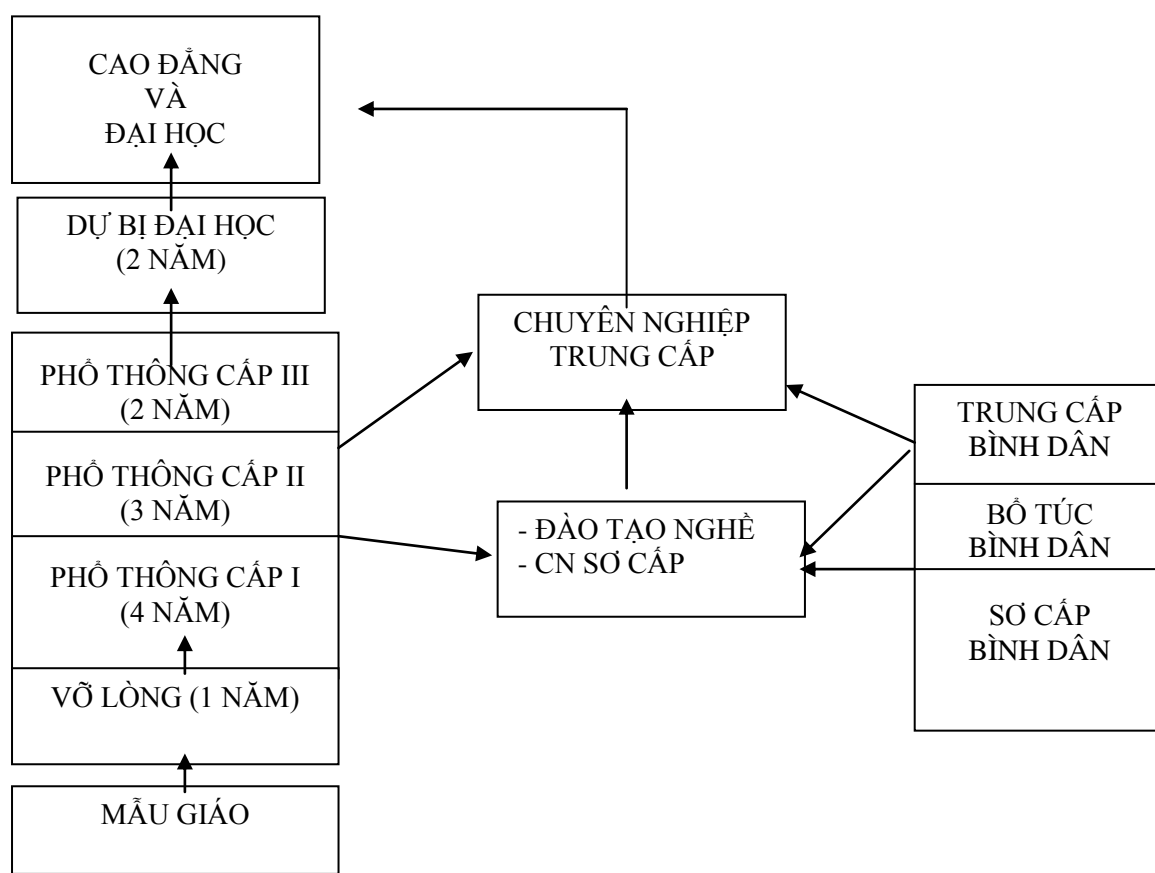 CAO ĐẲNG
VÀ
ĐẠI HỌC
DỰ BỊ ĐẠI HỌC
(2 NĂM)
PHỔ THÔNG CẤP III
(2 NĂM)
PHỔ THÔNG CẤP II
(3 NĂM)
PHỔ THÔNG CẤP I
(4 NĂM)
VỠ LÒNG (1 NĂM)
MẪU GIÁO
CHUYÊN NGHIỆP
TRUNG CẤP
- ĐÀO TẠO NGHỀ
- CN SƠ CẤP
TRUNG CẤP
BÌNH DÂN
BỔ TÚC
BÌNH DÂN
SƠ CẤP
BÌNH DÂN